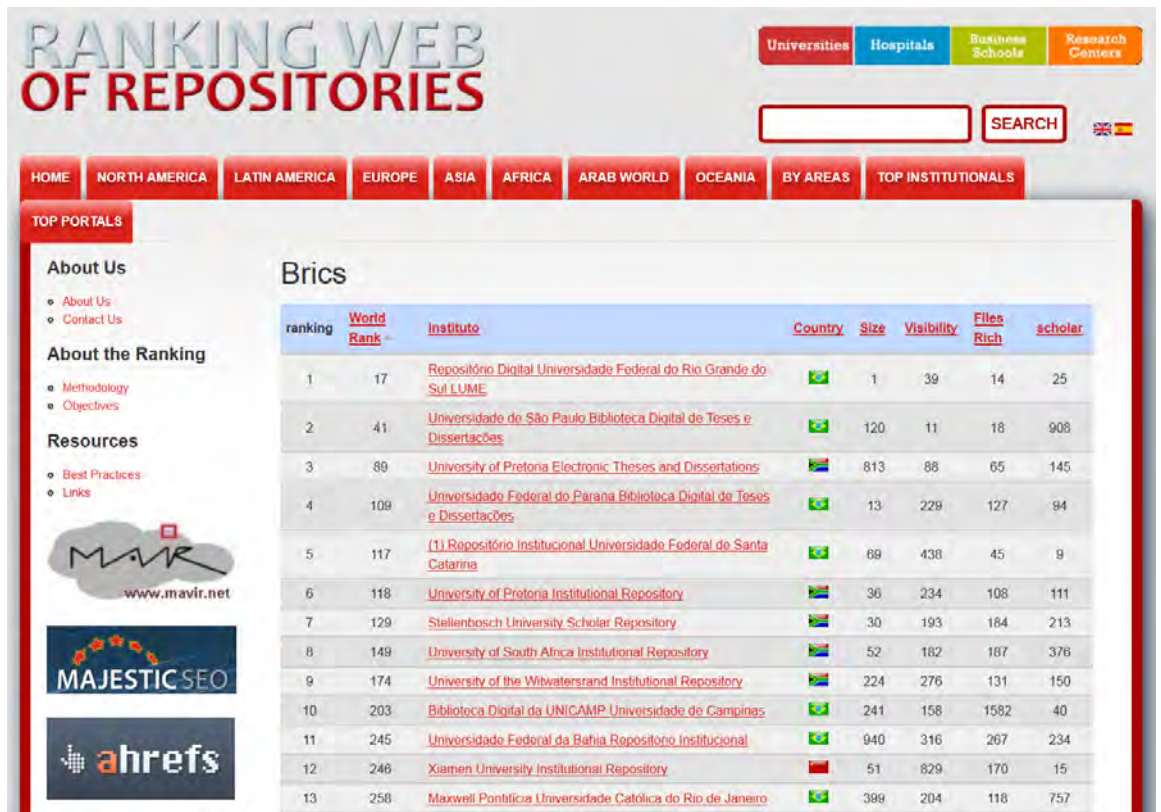 RANKING WEB
OF REPOSITORIES
Universities
Hospitals
Business
Schools
Research
Centers
SEARCH
HOME NORTH AMERICA LATIN AMERICA EUROPE ASIA AFRICA ARAB WORLD OCEANIA BY AREAS TOP INSTITUTIONALS
TOP PORTALS
About Us
About Us
Contact Us
About the Ranking
Methodology
Objectives
Resources
Best Practices
Links
MAVIR
www.mavir.net
MAJESTIC SEO
ahrefs
Brics
ranking World Rank Instituto Country Size Visibility Files Rich scholar
1 17 Repositório Digital Universidade Federal do Rio Grande do
Sul LUME 1 39 14 25
2 41 Universidade de São Paulo Biblioteca Digital de Teses e
Dissertações 120 11 18 908
3 89 University of Pretoria Electronic Theses and Dissertations 813 88 65 145
4 109 Universidade Federal do Parana Biblioteca Digital de Teses
e Dissertações 13 229 127 94
5 117 (1) Repositório Institucional Universidade Federal de Santa
Catarina 69 438 45 9
6 118 University of Pretoria Institutional Repository 36 234 108 111
7 129 Stellenbosch University Scholar Repository 30 193 184 213
8 149 University of South Africa Institutional Repository 52 182 187 376
9 174 University of the Witwatersrand Institutional Repository 224 276 131 150
10 203 Biblioteca Digital da UNICAMP Universidade de Campinas 241 158 1582 40
11 245 Universidade Federal da Bahia Repositorio Institucional 940 316 267 234
12 246 Xiamen University Institutional Repository 51 829 170 15
13 258 Maxwell Pontifícia Universidade Católica do Rio de Janeiro 399 204 118 757